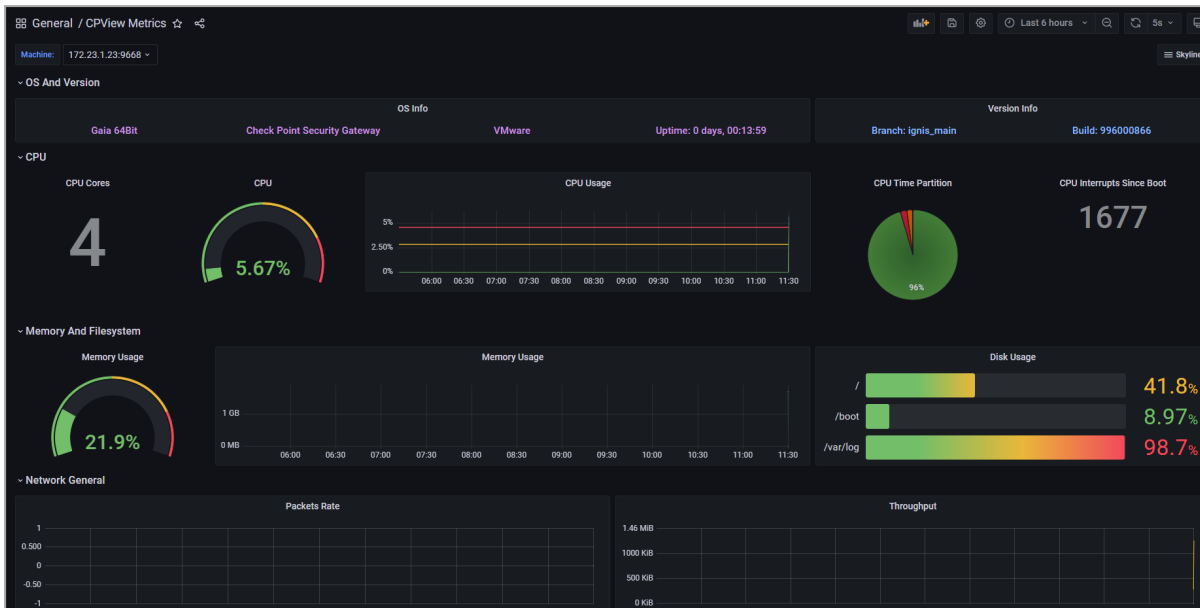 General / CPView Metrics
Last 6 hours
5s
Machine: 172.23.1.23:9668
Skyline
OS And Version
OS Info
Version Info
Gaia 64Bit Check Point Security Gateway VMware Uptime: 0 days, 00:13:59
Branch: ignis_main Build: 996000866
CPU
CPU Cores
CPU
CPU Usage
CPU Time Partition
CPU Interrupts Since Boot
4
5.67%
5%
2.50%
0%
06:00 06:30 07:00 07:30 08:00 08:30 09:00 09:30 10:00 10:30 11:00 11:30
96%
1677
Memory And Filesystem
Memory Usage
Memory Usage
Disk Usage
21.9%
1 GB
0 MB
06:00 06:30 07:00 07:30 08:00 08:30 09:00 09:30 10:00 10:30 11:00 11:30
/ 41.8%
/boot 8.97%
/var/log 98.7%
Network General
Packets Rate
Throughput
1
0.500
0
-0.50
-1
1.46 MiB
1000 KiB
500 KiB
0 KiB